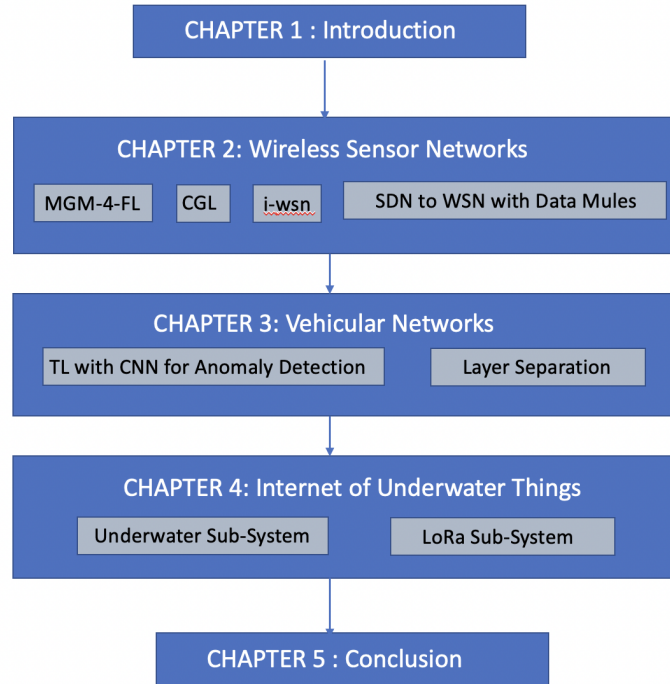 CHAPTER 1 : Introduction
CHAPTER 2: Wireless Sensor Networks
MGM-4-FL
CGL
i-wsn
SDN to WSN with Data Mules
CHAPTER 3: Vehicular Networks
TL with CNN for Anomaly Detection
Layer Separation
CHAPTER 4: Internet of Underwater Things
Underwater Sub-System
LoRa Sub-System
CHAPTER 5 : Conclusion